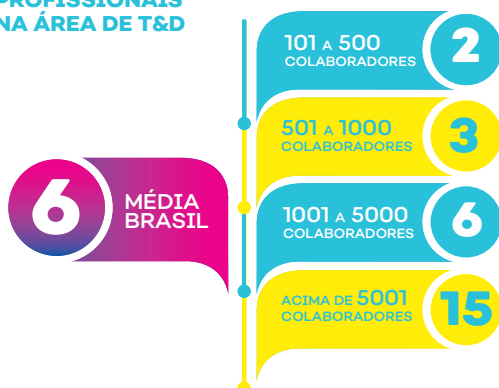 PROFISSIONAIS
NA ÁREA DE T&D
6
MÉDIA
BRASIL
101 A 500
COLABORADORES
2
501 A 1000
COLABORADORES
3
1001 A 5000
COLABORADORES
6
ACIMA DE 5001
COLABORADORES
15